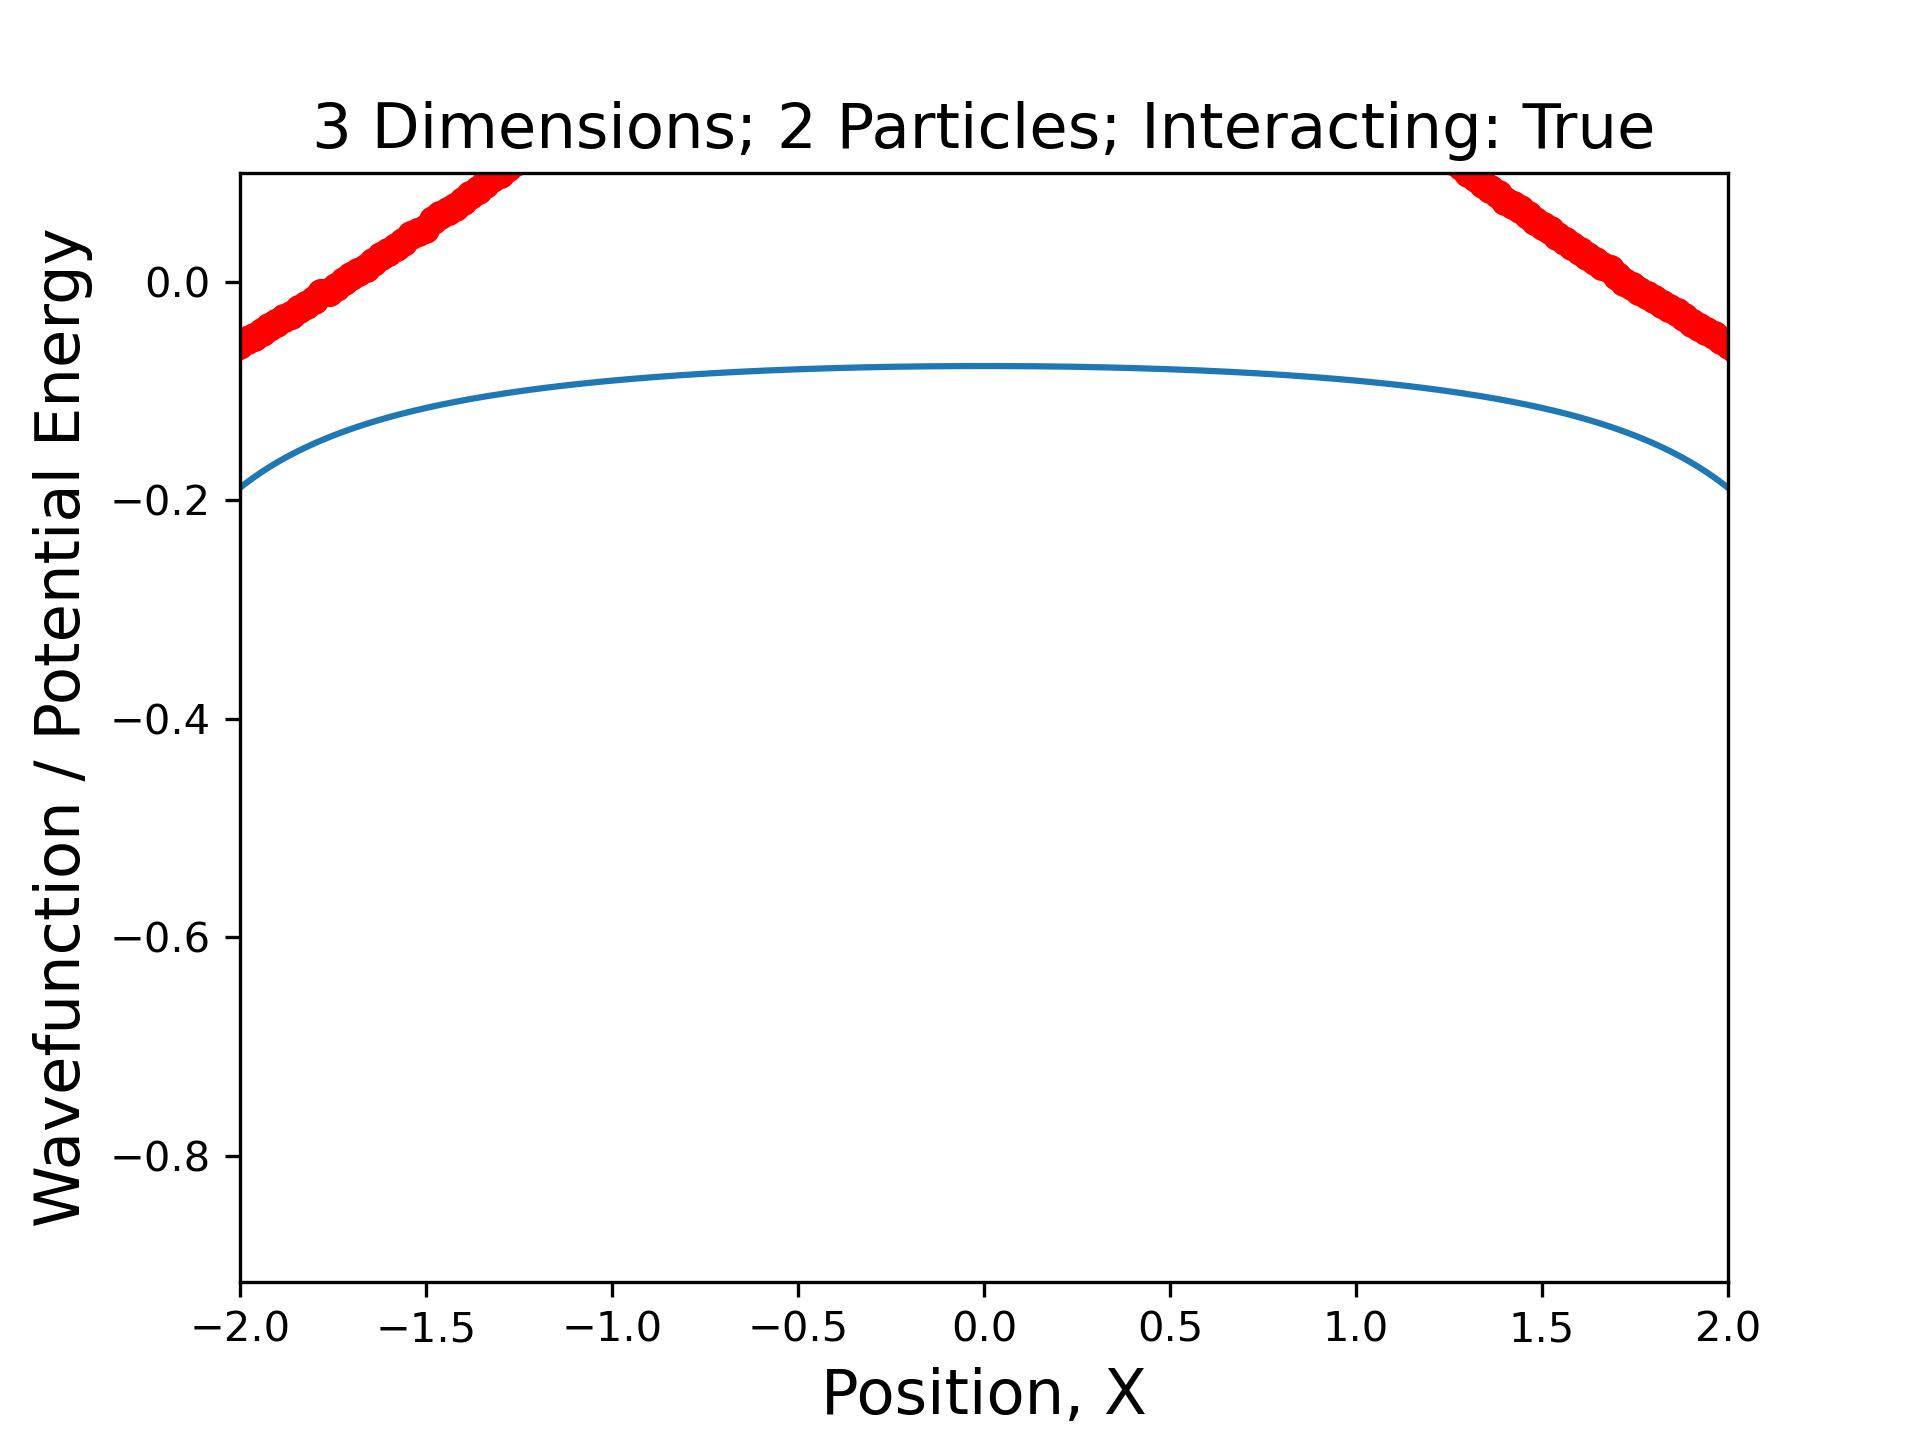 3 Dimensions; 2 Particles; Interacting: True
Wavefunction / Potential Energy
0.0
−0.2
−0.4
−0.6
−0.8
−2.0 −1.5 −1.0 −0.5 0.0 0.5 1.0 1.5 2.0
Position, X